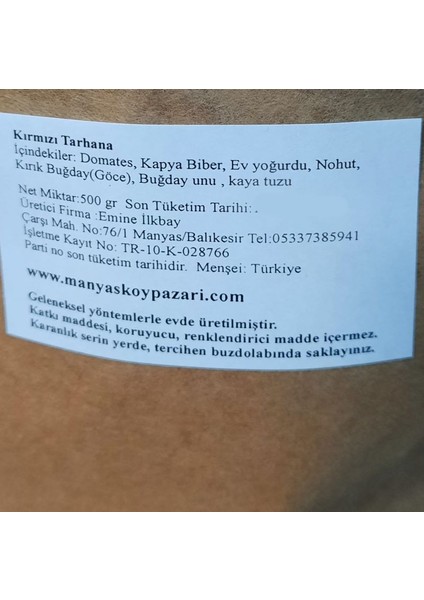 Kırmızı Tarhana
İçindekiler: Domates, Kapya Biber, Ev yoğurdu, Nohut,
Kırık Buğday(Göce), Buğday unu , kaya tuzu
Net Miktar:500 gr Son Tüketim Tarihi: .
Üretici Firma :Emine İlkbay
Çarşı Mah. No:76/1 Manyas/Balıkesir Tel:05337385941
İşletme Kayıt No: TR-10-K-028766
Parti no son tüketim tarihidir. Menşei: Türkiye
www.manyaskoypazari.com
Geleneksel yöntemlerle evde üretilmiştir.
Katkı maddesi, koruyucu, renklendirici madde içermez.
Karanlık serin yerde, tercihen buzdolabında saklayınız.